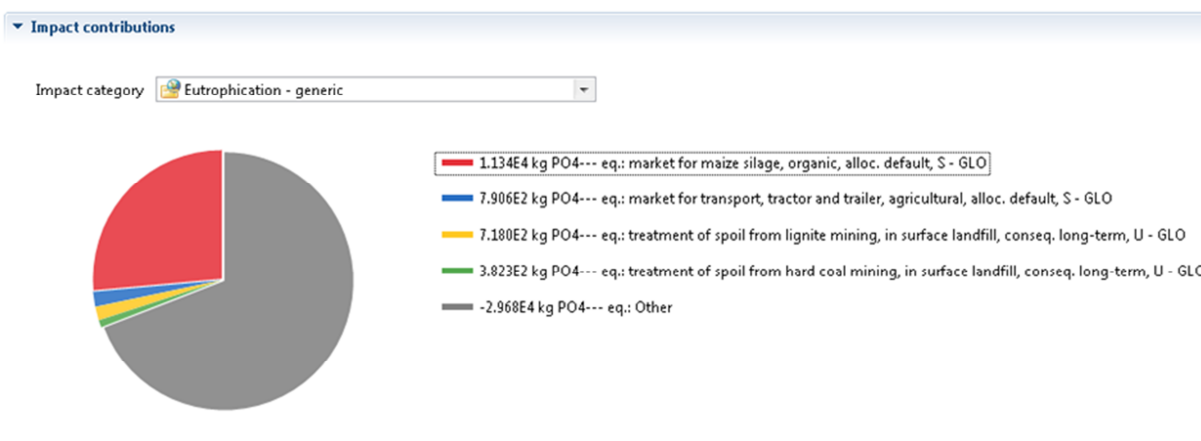 Impact contributions
Impact category Eutrophication - generic
1.134E4 kg PO4--- eq.: market for maize silage, organic, alloc. default, S - GLO
7.906E2 kg PO4--- eq.: market for transport, tractor and trailer, agricultural, alloc. default, S - GLO
7.180E2 kg PO4--- eq.: treatment of spoil from lignite mining, in surface landfill, conseq. long-term, U - GLO
3.823E2 kg PO4--- eq.: treatment of spoil from hard coal mining, in surface landfill, conseq. long-term, U - GLO
-2.968E4 kg PO4--- eq.: Other